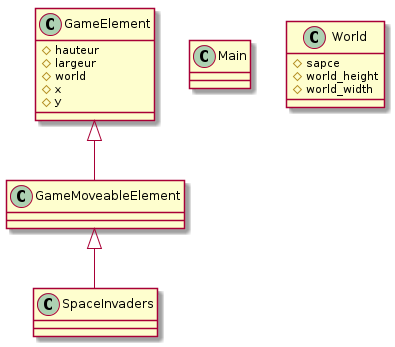 C GameElement
hauteur
largeur
world
x
y
C Main
C World
sapce
world_height
world_width
C GameMoveableElement
C SpaceInvaders